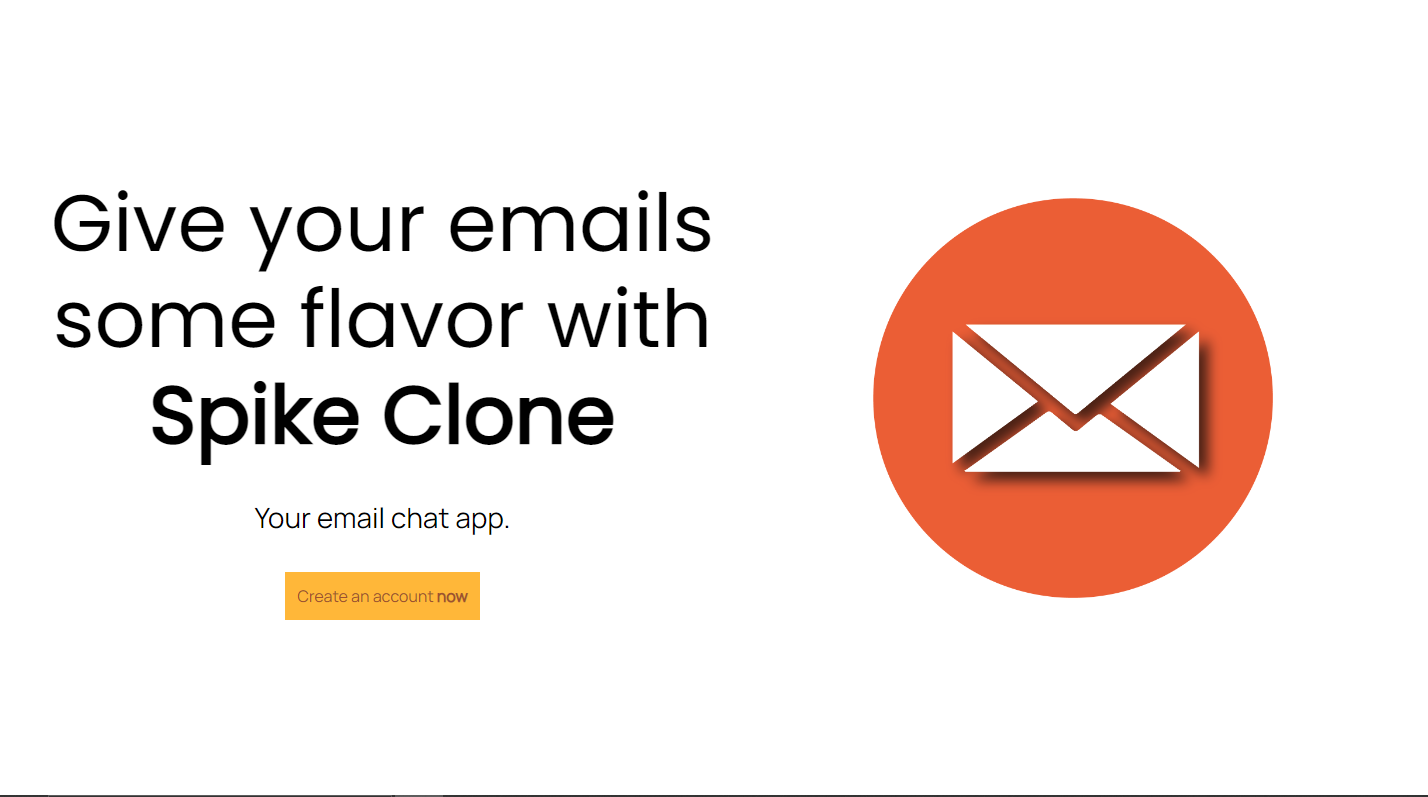 Give your emails
some flavor with
Spike Clone
Your email chat app.
Create an account now